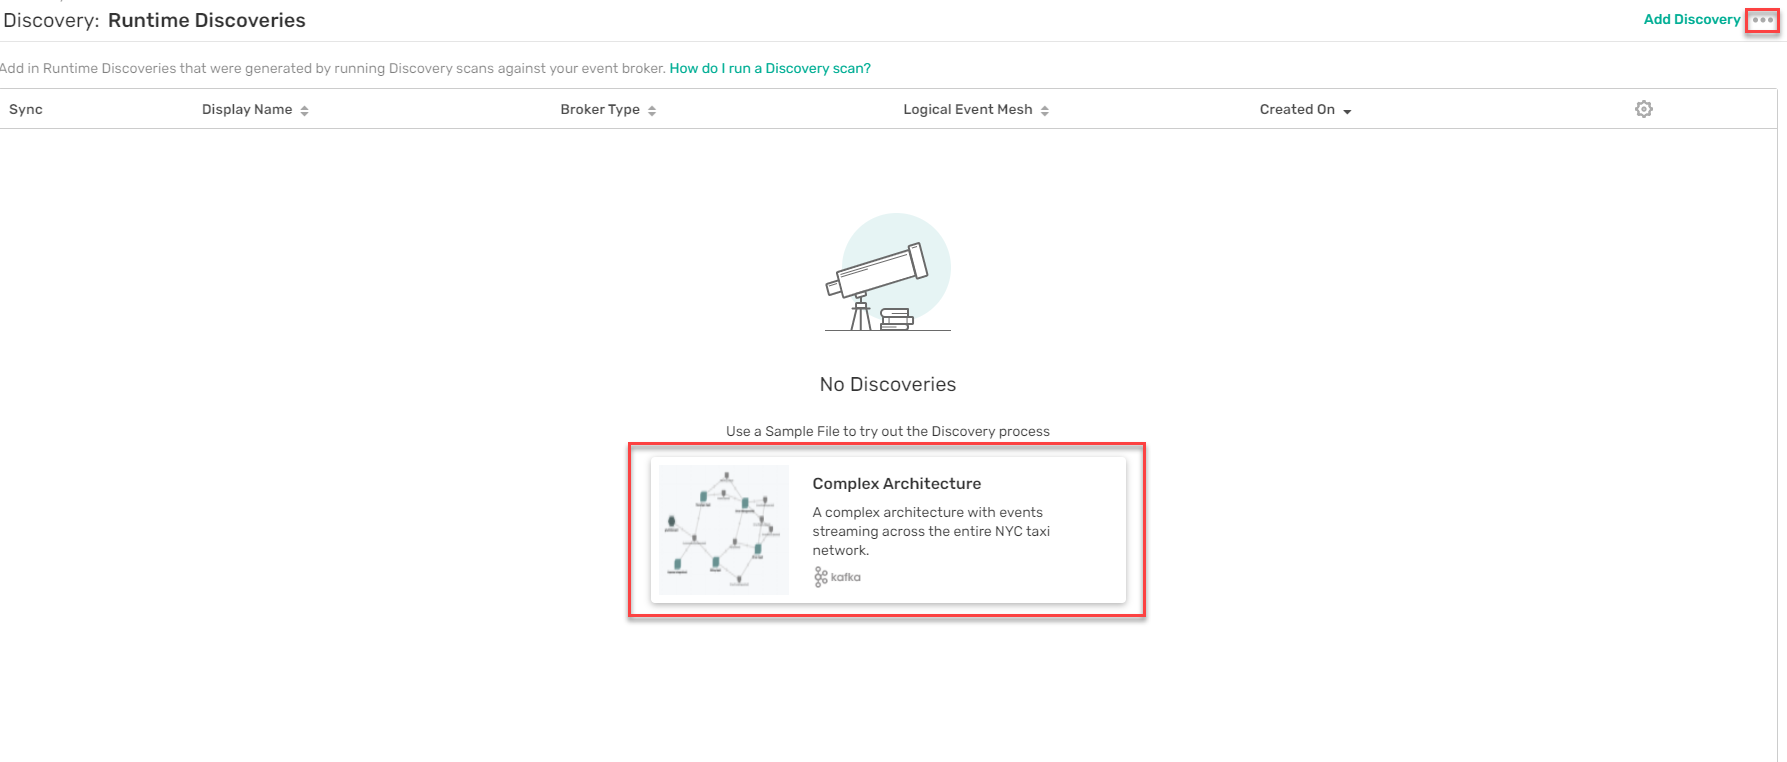 Discovery: Runtime Discoveries
Add Discovery
Add in Runtime Discoveries that were generated by running Discovery scans against your event broker. How do I run a Discovery scan?
Sync Display Name Broker Type Logical Event Mesh Created On
No Discoveries
Use a Sample File to try out the Discovery process
Complex Architecture
A complex architecture with events
streaming across the entire NYC taxi
network.
kafka